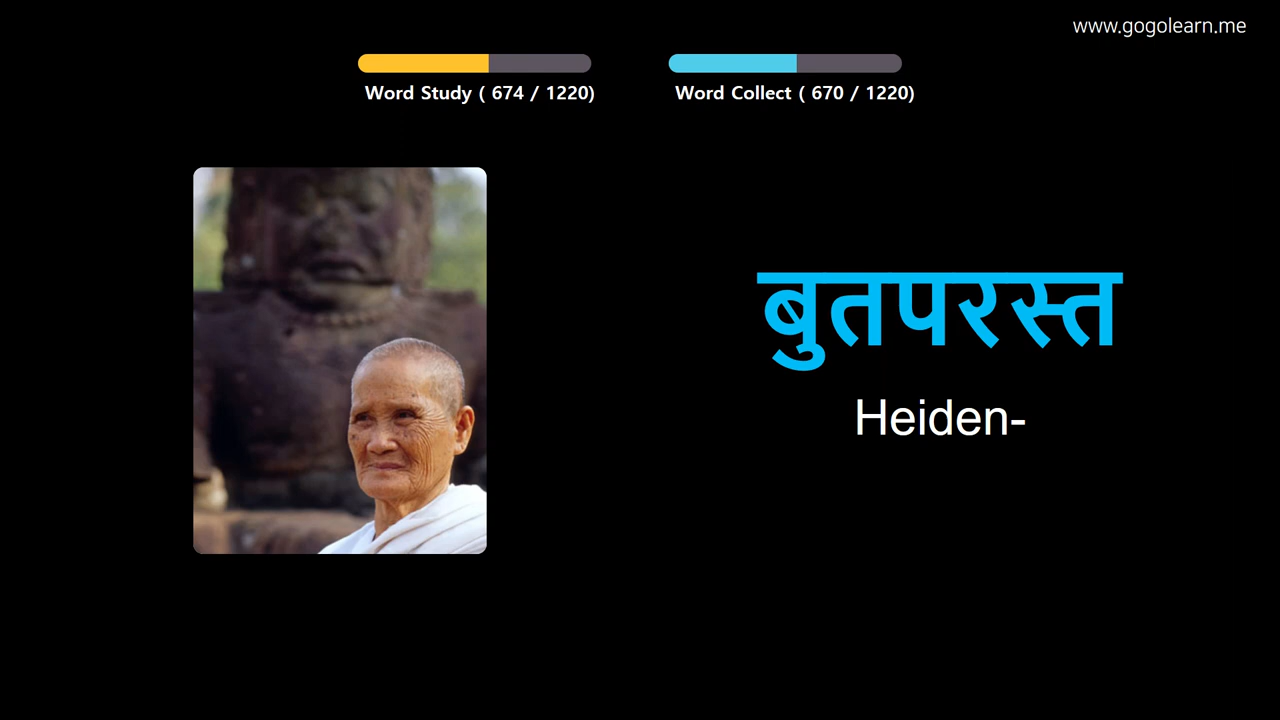 www.gogolearn.me
Word Study ( 674 / 1220)
Word Collect ( 670 / 1220)
बुतपरस्त
Heiden-